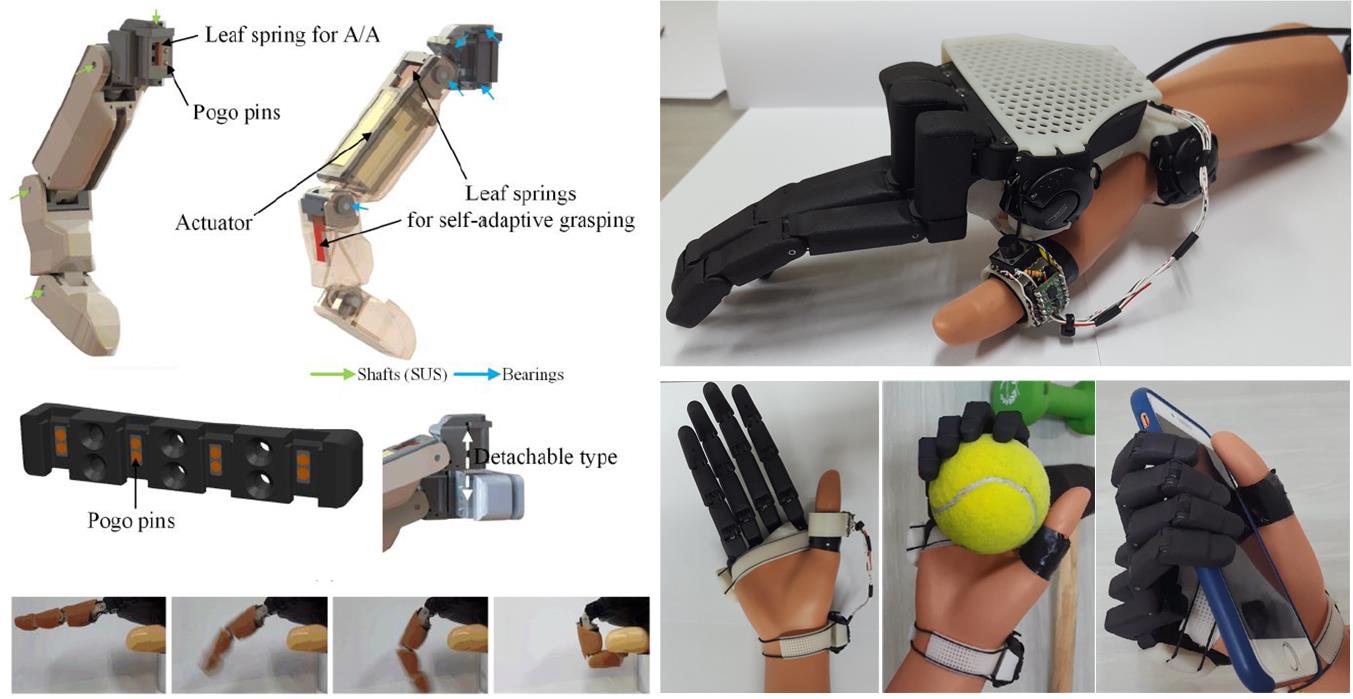 Leaf spring for A/A
Pogo pins
Actuator
Leaf springs
for self-adaptive grasping
Shafts (SUS)
Bearings
Pogo pins
Detachable type